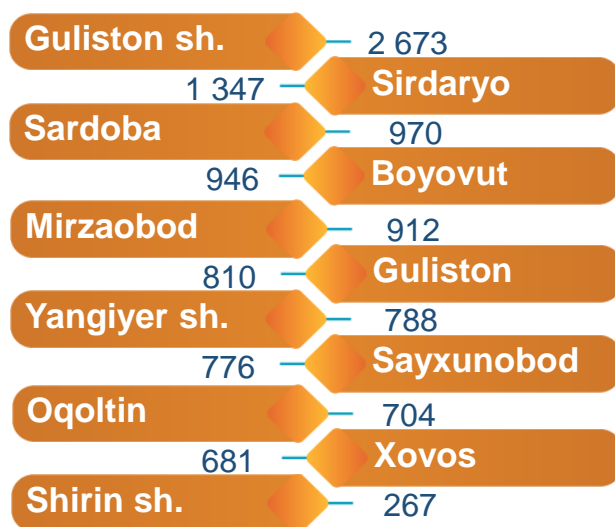 Guliston sh.
2 673
1 347
Sirdaryo
Sardoba
970
946
Boyovut
Mirzaobod
912
810
Guliston
Yangiyer sh.
788
776
Sayxunobod
Oqoltin
704
681
Xovos
Shirin sh.
267